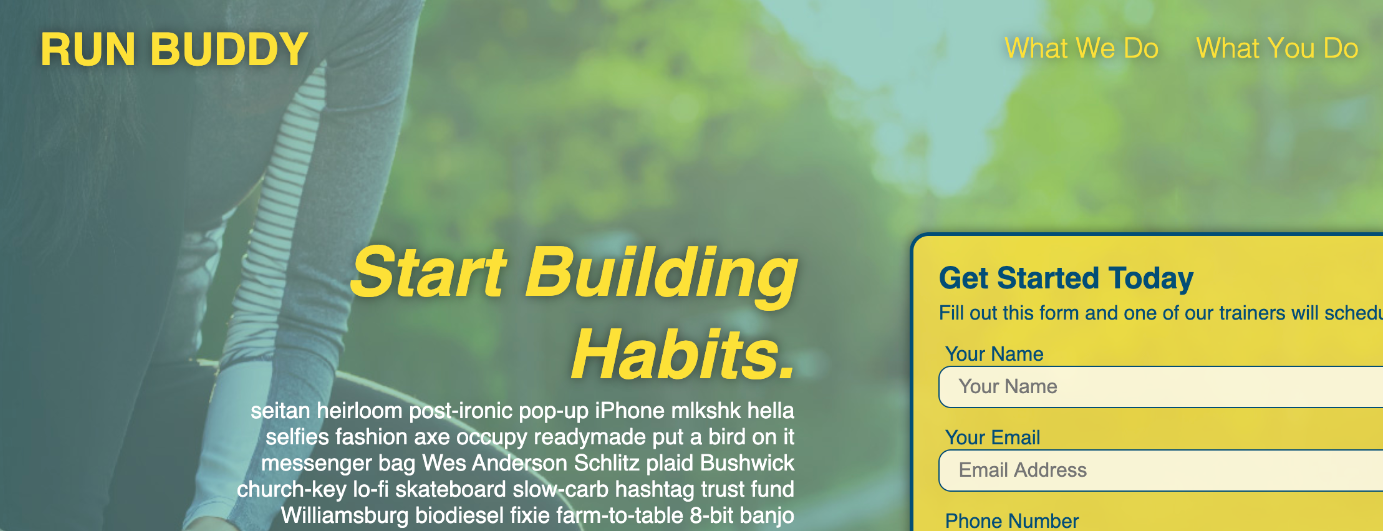 RUN BUDDY
What We Do
What You Do
Start Building
Habits.
seitan heirloom post-ironic pop-up iPhone mlkshk hella
selfies fashion axe occupy readymade put a bird on it
messenger bag Wes Anderson Schlitz plaid Bushwick
church-key lo-fi skateboard slow-carb hashtag trust fund
Williamsburg biodiesel fixie farm-to-table 8-bit banjo
Get Started Today
Fill out this form and one of our trainers will schedu
Your Name
Your Name
Your Email
Email Address
Phone Number